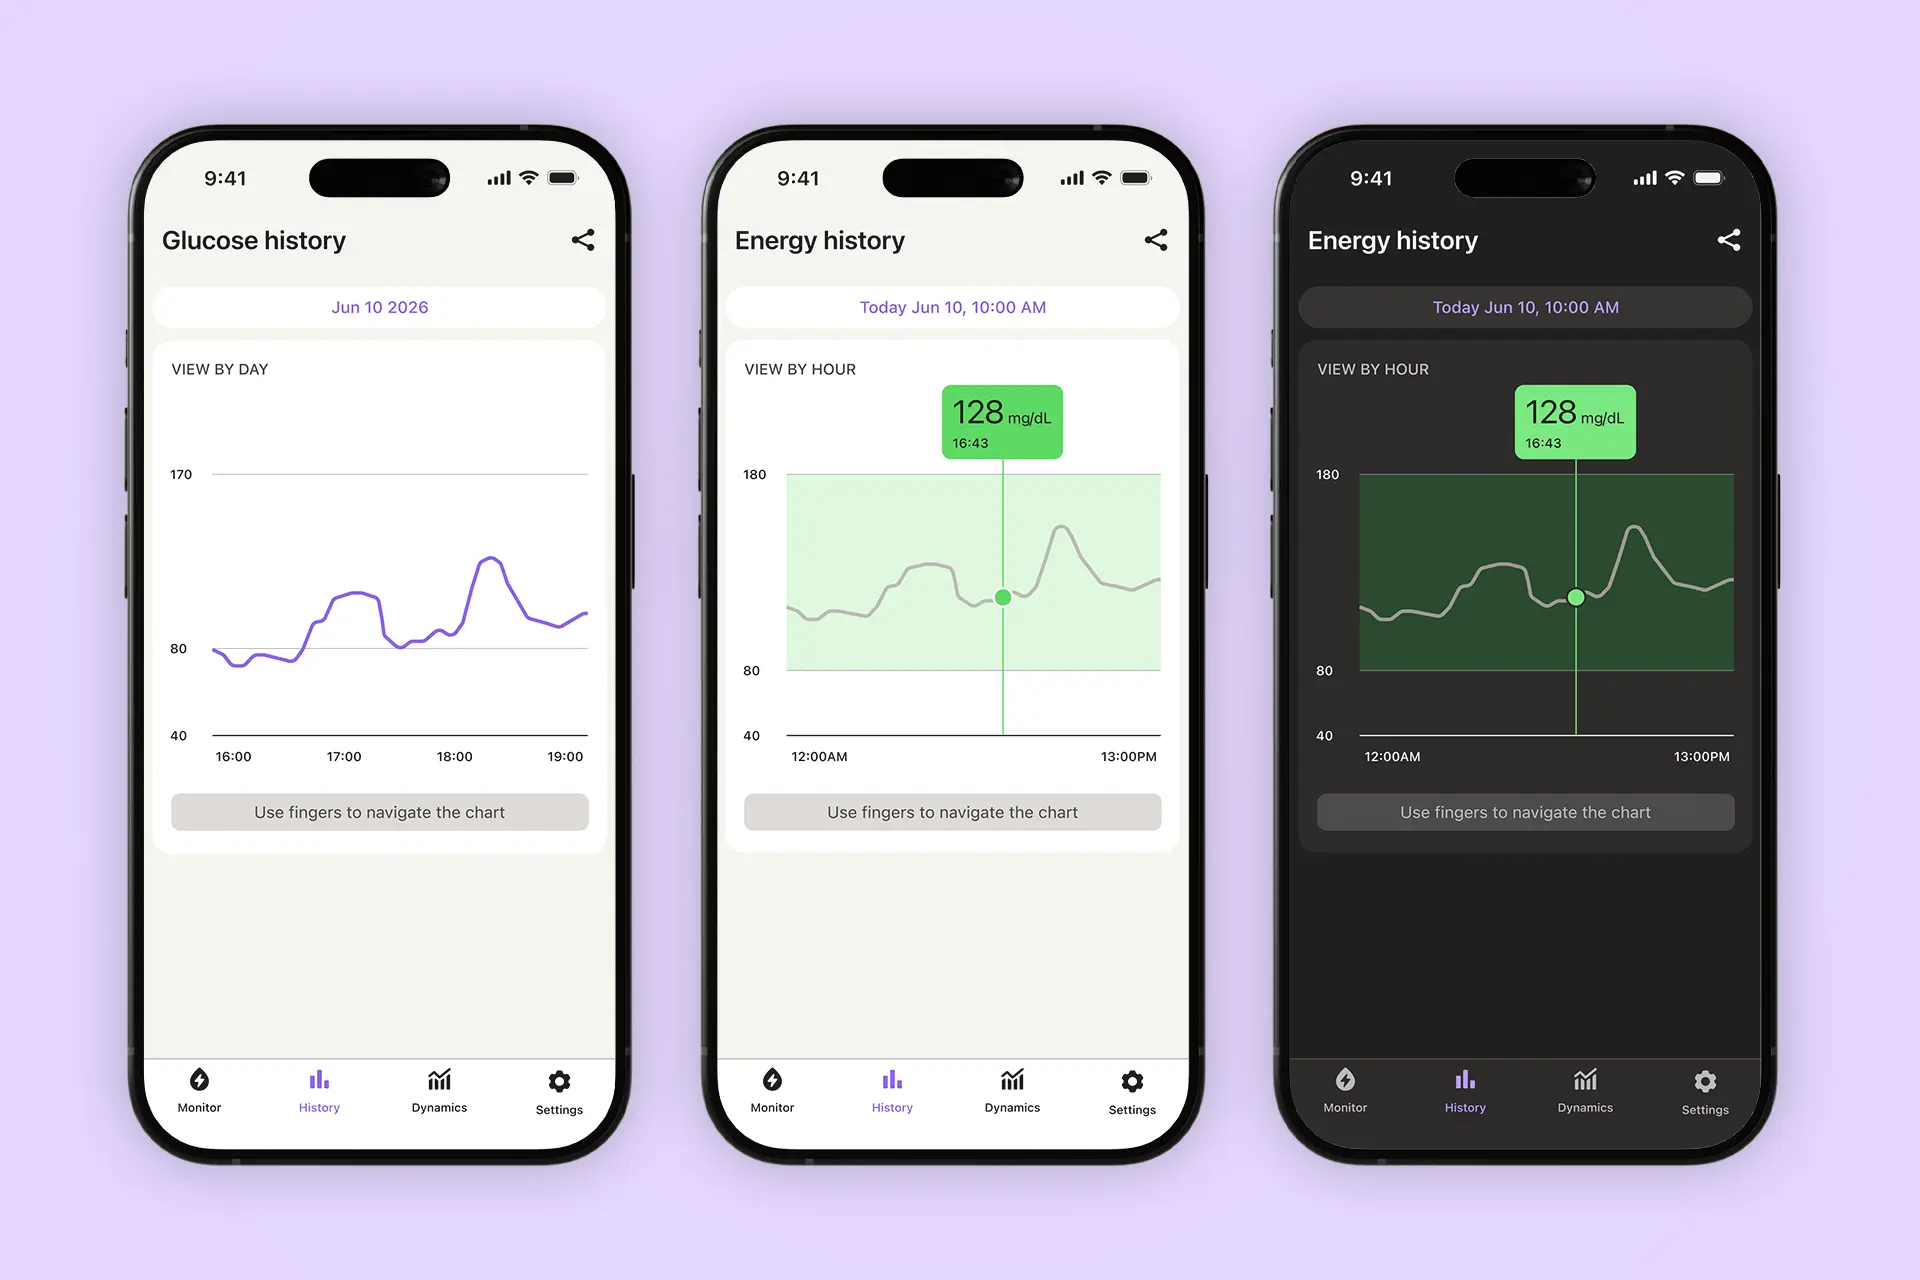 9:41
Glucose history
Jun 10 2026
VIEW BY DAY
170
80
40
16:00 17:00 18:00 19:00
Use fingers to navigate the chart
Monitor History Dynamics Settings
9:41
Energy history
Today Jun 10, 10:00 AM
VIEW BY HOUR
128 mg/dL
16:43
180
80
40
12:00AM 13:00PM
Use fingers to navigate the chart
Monitor History Dynamics Settings
9:41
Energy history
Today Jun 10, 10:00 AM
VIEW BY HOUR
128 mg/dL
16:43
180
80
40
12:00AM 13:00PM
Use fingers to navigate the chart
Monitor History Dynamics Settings